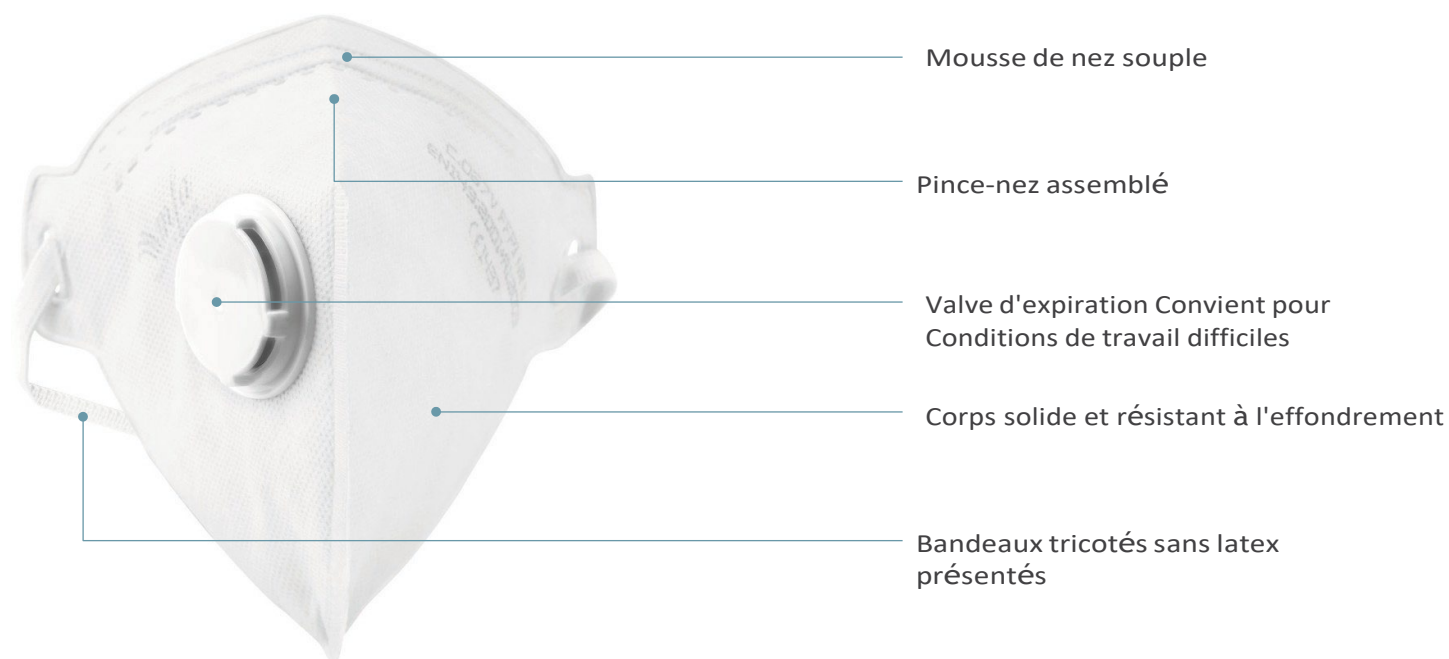 Mousse de nez souple
Pince-nez assemblé
Valve d'expiration Convient pour
Conditions de travail difficiles
Corps solide et résistant à l'effondrement
Bandeaux tricotés sans latex
présentés